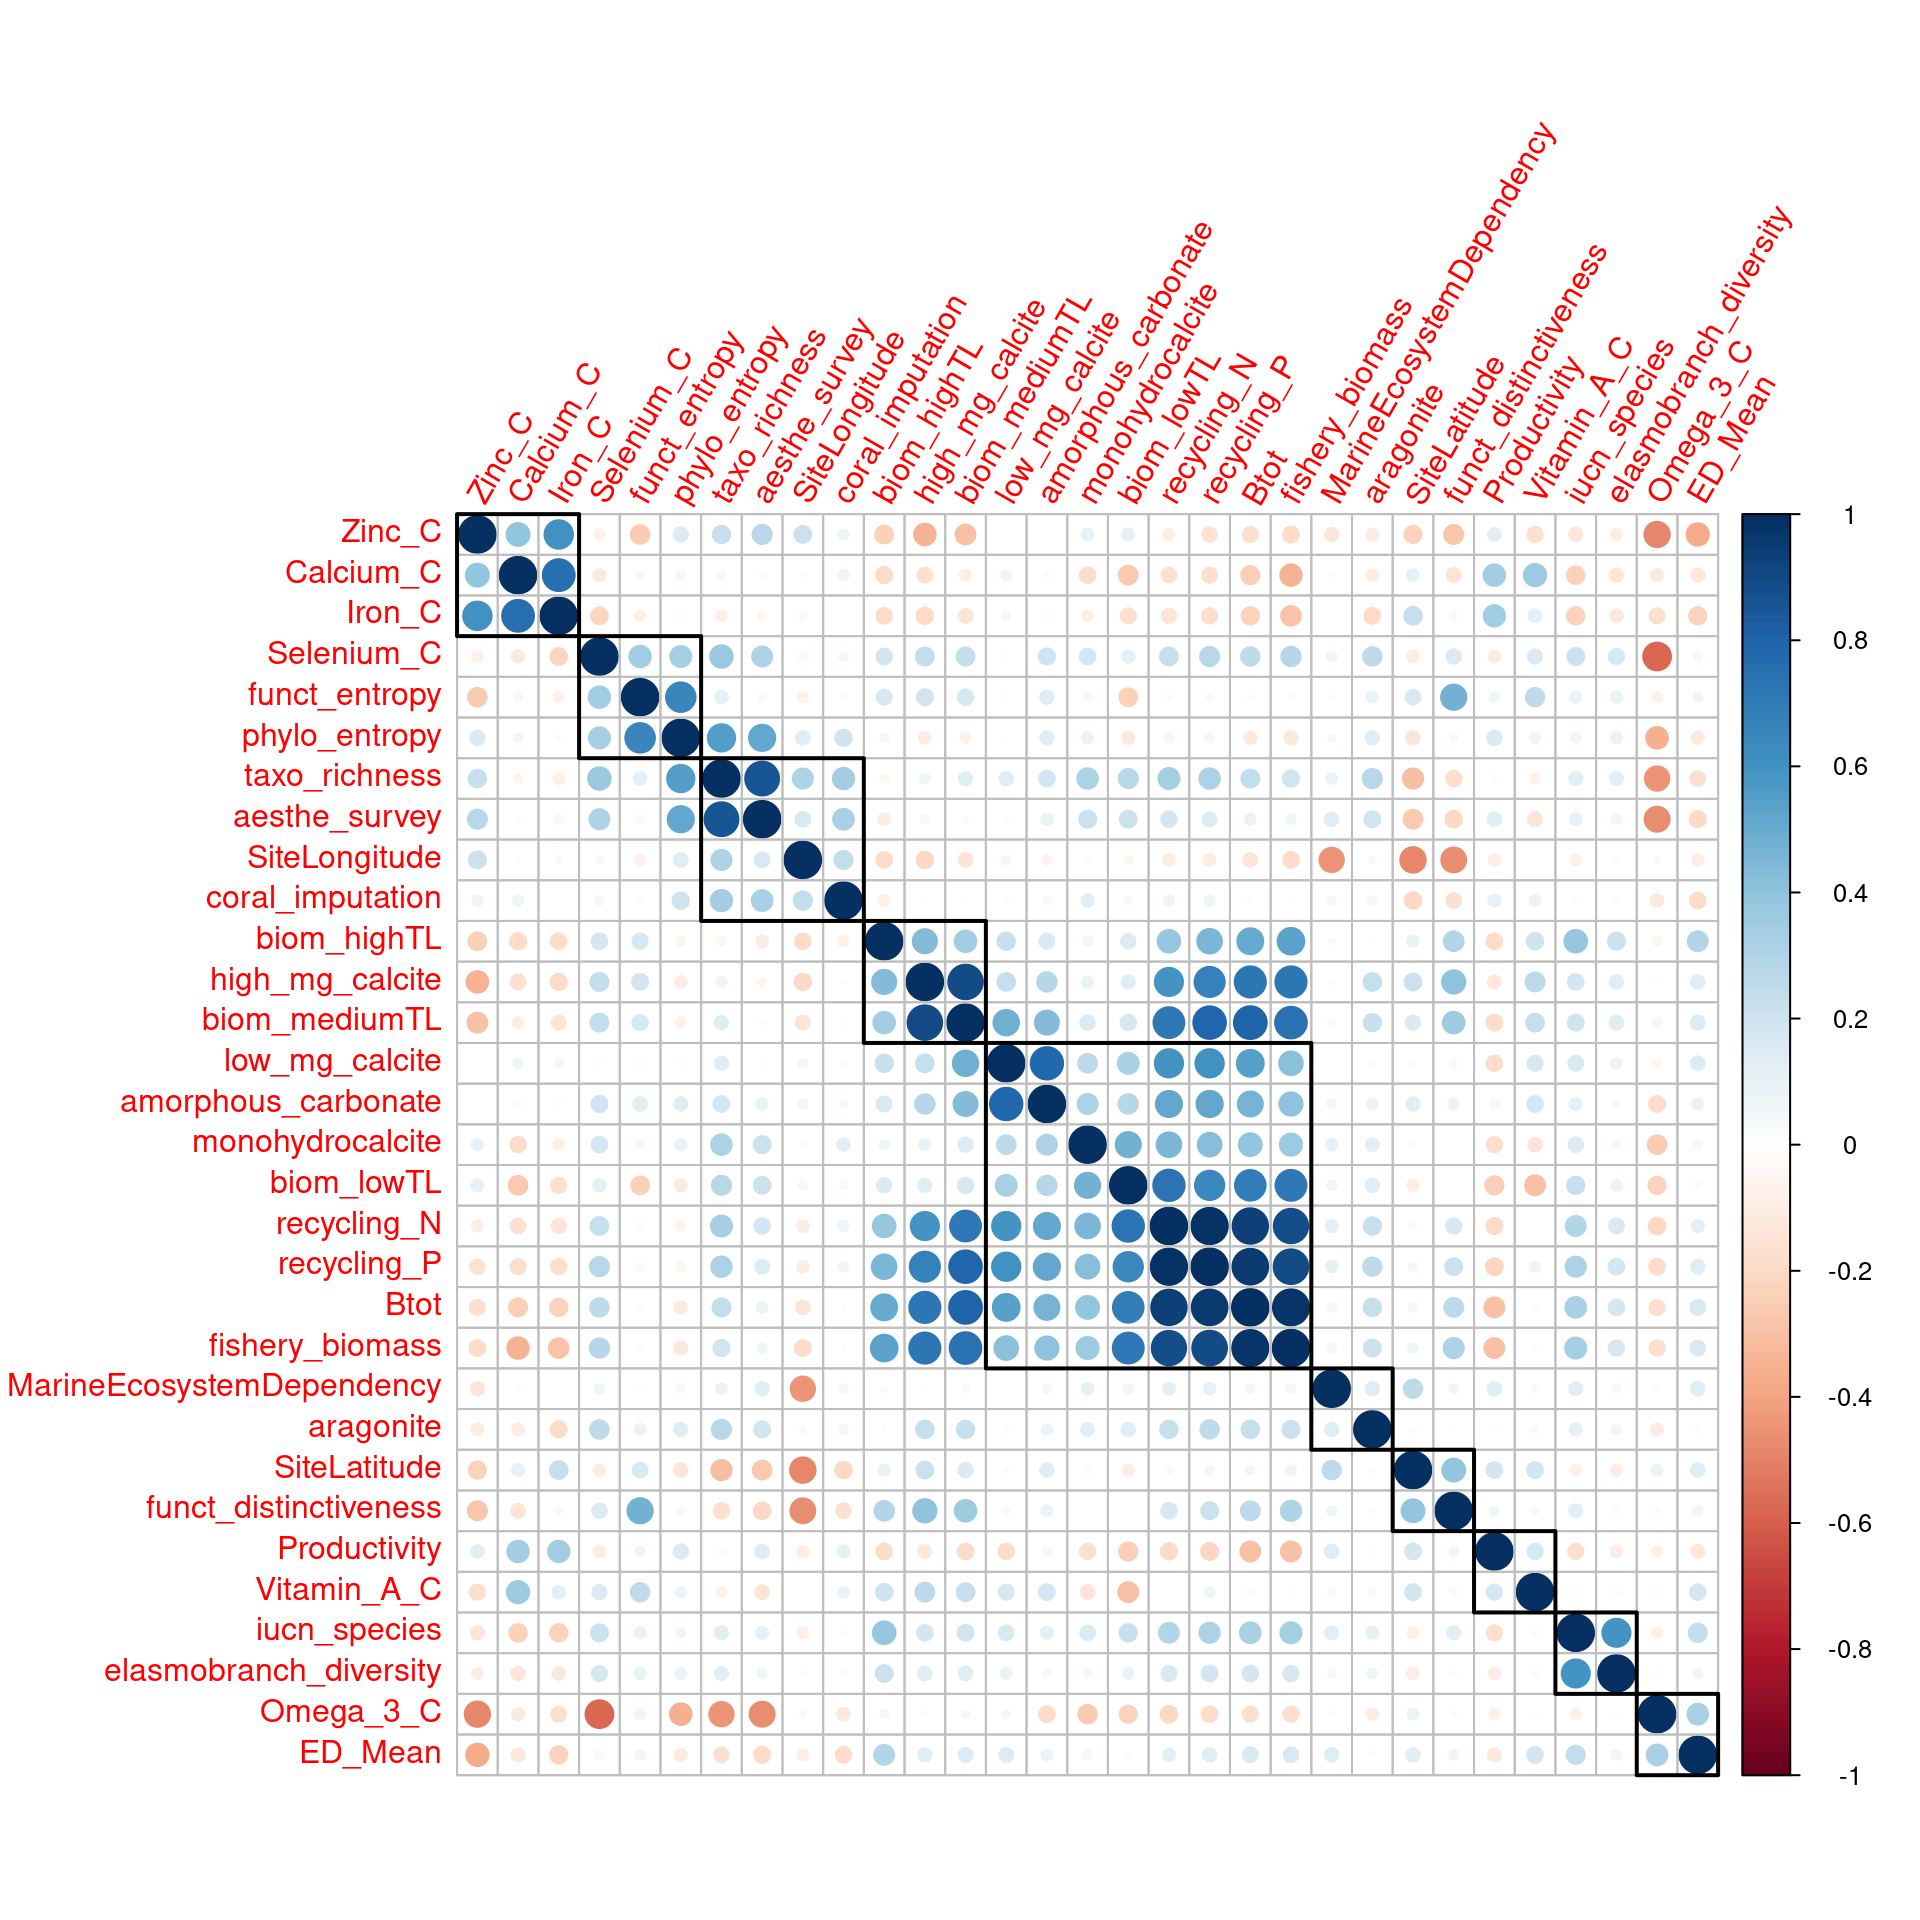 Zinc_C
Calcium_C
Iron_C
Selenium_C
funct_entropy
phylo_entropy
taxo_richness
aesthe_survey
SiteLongitude
coral_imputation
biom_highTL
high_mg_calcite
biom_mediumTL
low_mg_calcite
amorphous_carbonate
monohydrocalcite
biom_lowTL
recycling_N
recycling_P
Btot
fishery_biomass
MarineEcosystemDependency
aragonite
SiteLatitude
funct_distinctiveness
Productivity
Vitamin_A_C
iucn_species
elasmobranch_diversity
Omega_3_C
ED_Mean
Zinc_C
Calcium_C
Iron_C
Selenium_C
funct_entropy
phylo_entropy
taxo_richness
aesthe_survey
SiteLongitude
coral_imputation
biom_highTL
high_mg_calcite
biom_mediumTL
low_mg_calcite
amorphous_carbonate
monohydrocalcite
biom_lowTL
recycling_N
recycling_P
Btot
fishery_biomass
MarineEcosystemDependency
aragonite
SiteLatitude
funct_distinctiveness
Productivity
Vitamin_A_C
iucn_species
elasmobranch_diversity
Omega_3_C
ED_Mean
1
0.8
0.6
0.4
0.2
0
-0.2
-0.4
-0.6
-0.8
-1